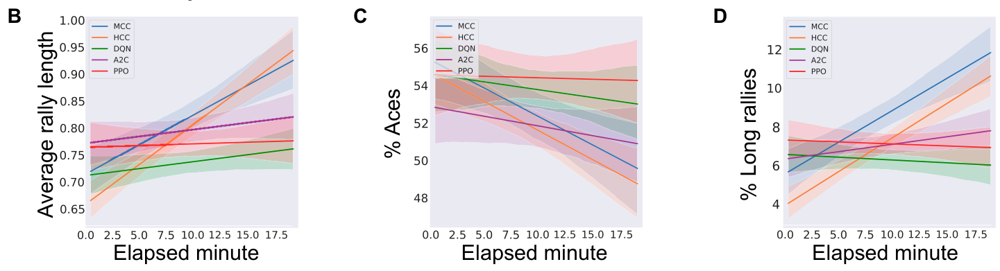 B
Average rally length
1.00
0.95
0.90
0.85
0.80
0.75
0.70
0.65
MCC
HCC
DQN
A2C
PPO
0.0 2.5 5.0 7.5 10.0 12.5 15.0 17.5
Elapsed minute
C
% Aces
56
54
52
50
48
MCC
HCC
DQN
A2C
PPO
0.0 2.5 5.0 7.5 10.0 12.5 15.0 17.5
Elapsed minute
D
% Long rallies
12
10
8
6
4
MCC
HCC
DQN
A2C
PPO
0.0 2.5 5.0 7.5 10.0 12.5 15.0 17.5
Elapsed minute